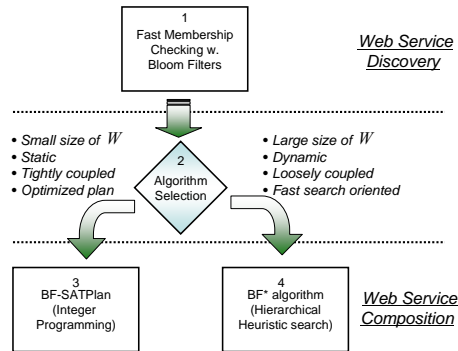 1
Fast Membership
Checking w.
Bloom Filters
Web Service
Discovery
• Small size of W
• Static
• Tightly coupled
• Optimized plan
2
Algorithm
Selection
• Large size of W
• Dynamic
• Loosely coupled
• Fast search oriented
3
BF-SATPlan
(Integer
Programming)
4
BF* algorithm
(Hierarchical
Heuristic search)
Web Service
Composition